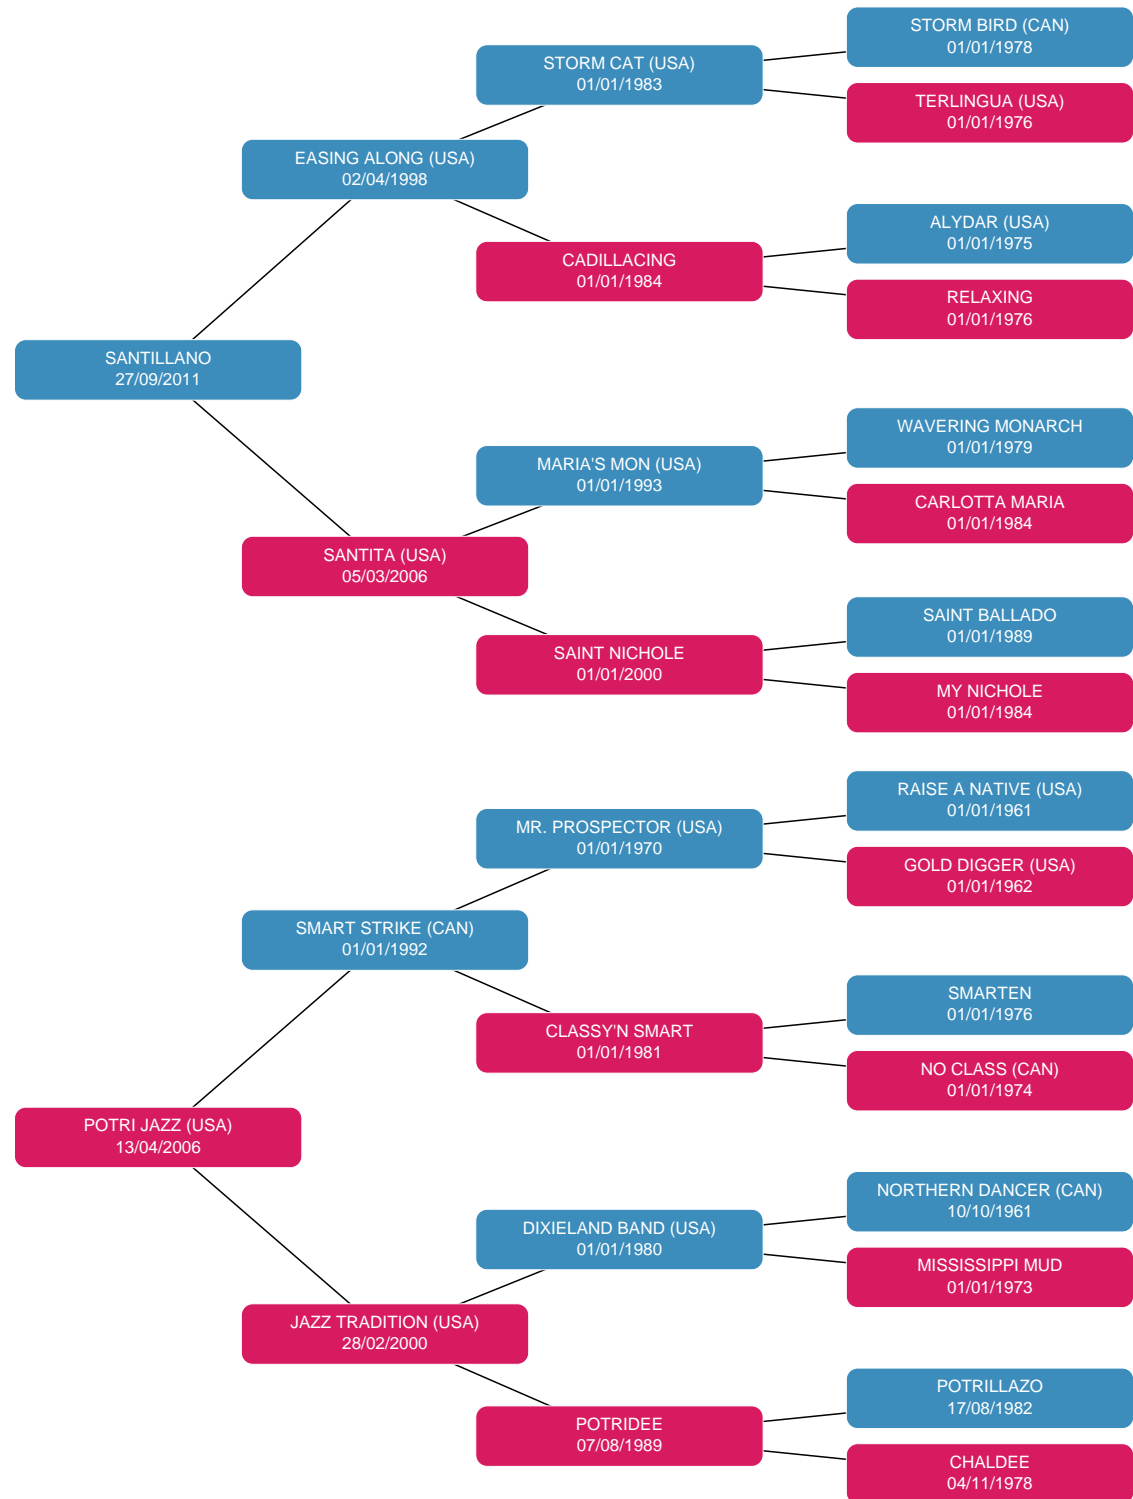 STORM BIRD (CAN)
01/01/1978
STORM CAT (USA)
01/01/1983
TERLINGUA (USA)
01/01/1976
EASING ALONG (USA)
02/04/1998
ALYDAR (USA)
01/01/1975
CADILLACING
01/01/1984
RELAXING
01/01/1976
SANTILLANO
27/09/2011
WAVERING MONARCH
01/01/1979
MARIA'S MON (USA)
01/01/1993
CARLOTTA MARIA
01/01/1984
SANTITA (USA)
05/03/2006
SAINT BALLADO
01/01/1989
SAINT NICHOLE
01/01/2000
MY NICHOLE
01/01/1984
RAISE A NATIVE (USA)
01/01/1961
MR. PROSPECTOR (USA)
01/01/1970
GOLD DIGGER (USA)
01/01/1962
SMART STRIKE (CAN)
01/01/1992
SMARTEN
01/01/1976
CLASSY'N SMART
01/01/1981
NO CLASS (CAN)
01/01/1974
POTRI JAZZ (USA)
13/04/2006
NORTHERN DANCER (CAN)
10/10/1961
DIXIELAND BAND (USA)
01/01/1980
MISSISSIPPI MUD
01/01/1973
JAZZ TRADITION (USA)
28/02/2000
POTRILLAZO
17/08/1982
POTRIDEE
07/08/1989
CHALDEE
04/11/1978